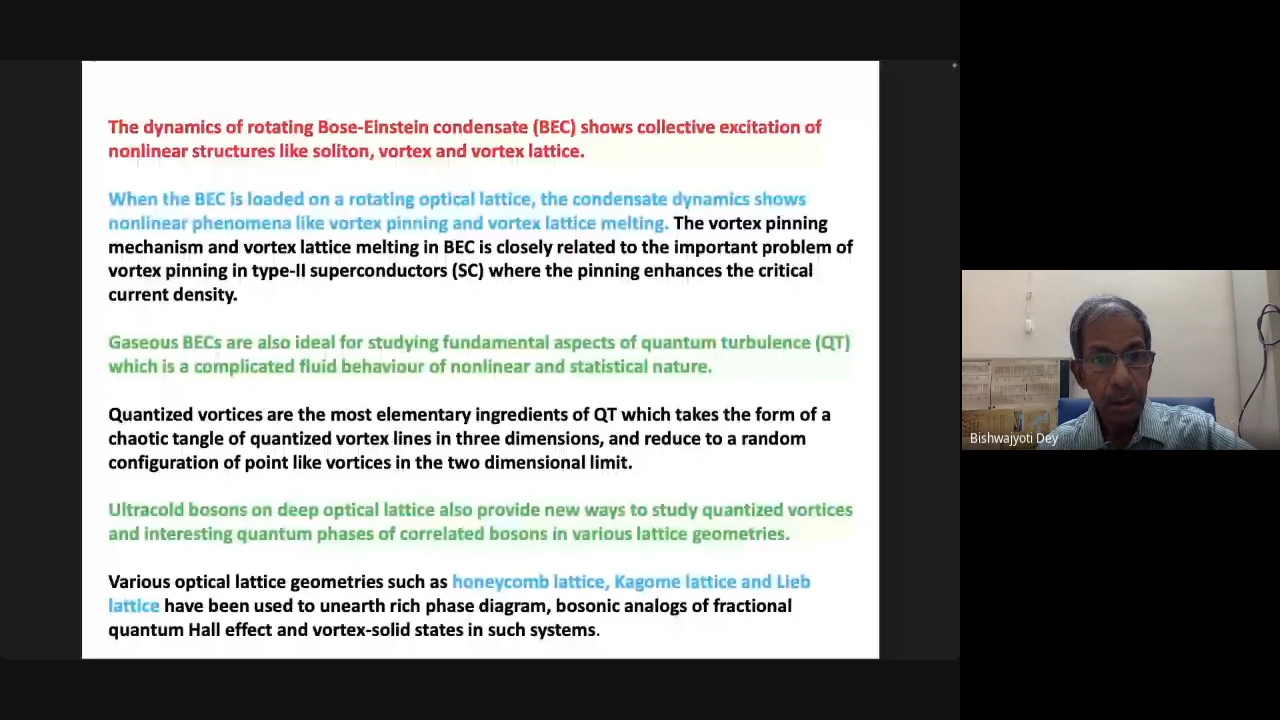 The dynamics of rotating Bose-Einstein condensate (BEC) shows collective excitation of
nonlinear structures like soliton, vortex and vortex lattice.
When the BEC is loaded on a rotating optical lattice, the condensate dynamics shows
nonlinear phenomena like vortex pinning and vortex lattice melting. The vortex pinning
mechanism and vortex lattice melting in BEC is closely related to the important problem of
vortex pinning in type-II superconductors (SC) where the pinning enhances the critical
current density.
Gaseous BECs are also ideal for studying fundamental aspects of quantum turbulence (QT)
which is a complicated fluid behaviour of nonlinear and statistical nature.
Quantized vortices are the most elementary ingredients of QT which takes the form of a
chaotic tangle of quantized vortex lines in three dimensions, and reduce to a random
configuration of point like vortices in the two dimensional limit.
Ultracold bosons on deep optical lattice also provide new ways to study quantized vortices
and interesting quantum phases of correlated bosons in various lattice geometries.
Various optical lattice geometries such as honeycomb lattice, Kagome lattice and Lieb
lattice have been used to unearth rich phase diagram, bosonic analogs of fractional
quantum Hall effect and vortex-solid states in such systems.
Bishwajyoti Dey